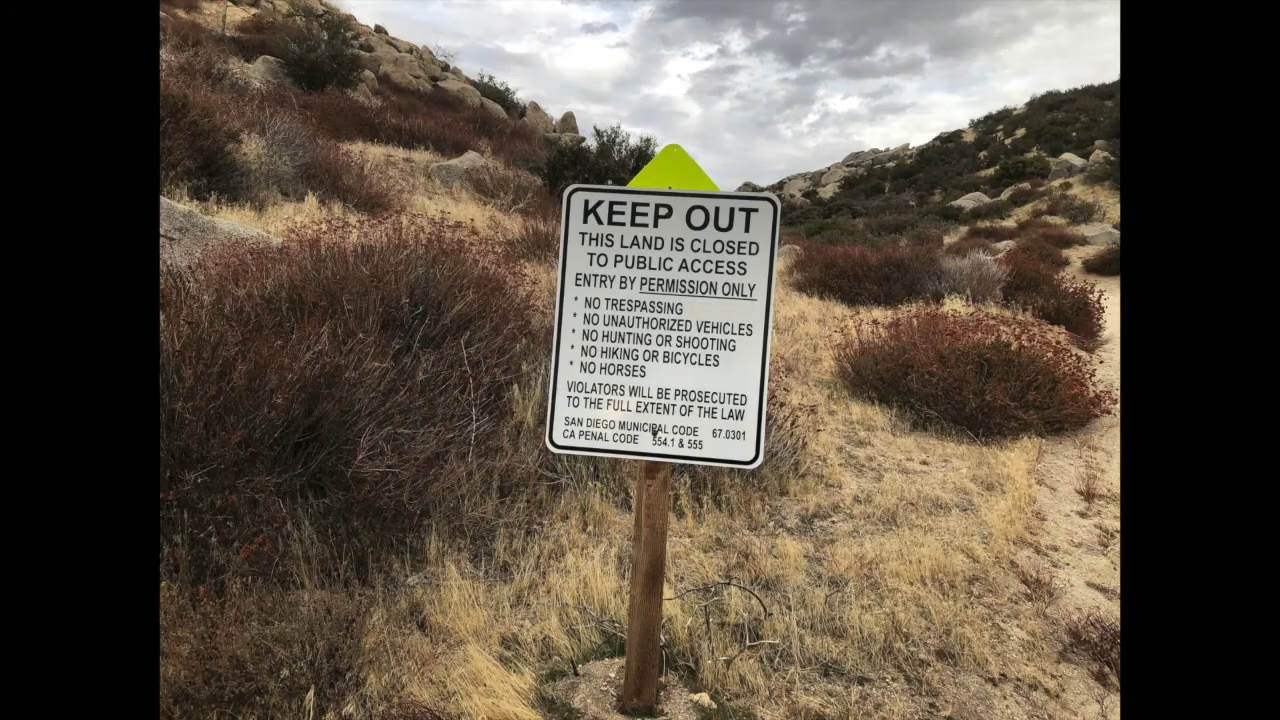 KEEP OUT
THIS LAND IS CLOSED
TO PUBLIC ACCESS
ENTRY BY PERMISSION ONLY
* NO TRESPASSING
* NO UNAUTHORIZED VEHICLES
* NO HUNTING OR SHOOTING
* NO HIKING OR BICYCLES
* NO HORSES
VIOLATORS WILL BE PROSECUTED
TO THE FULL EXTENT OF THE LAW
SAN DIEGO MUNICIPAL CODE 67.0301
CA PENAL CODE 554.1 & 555